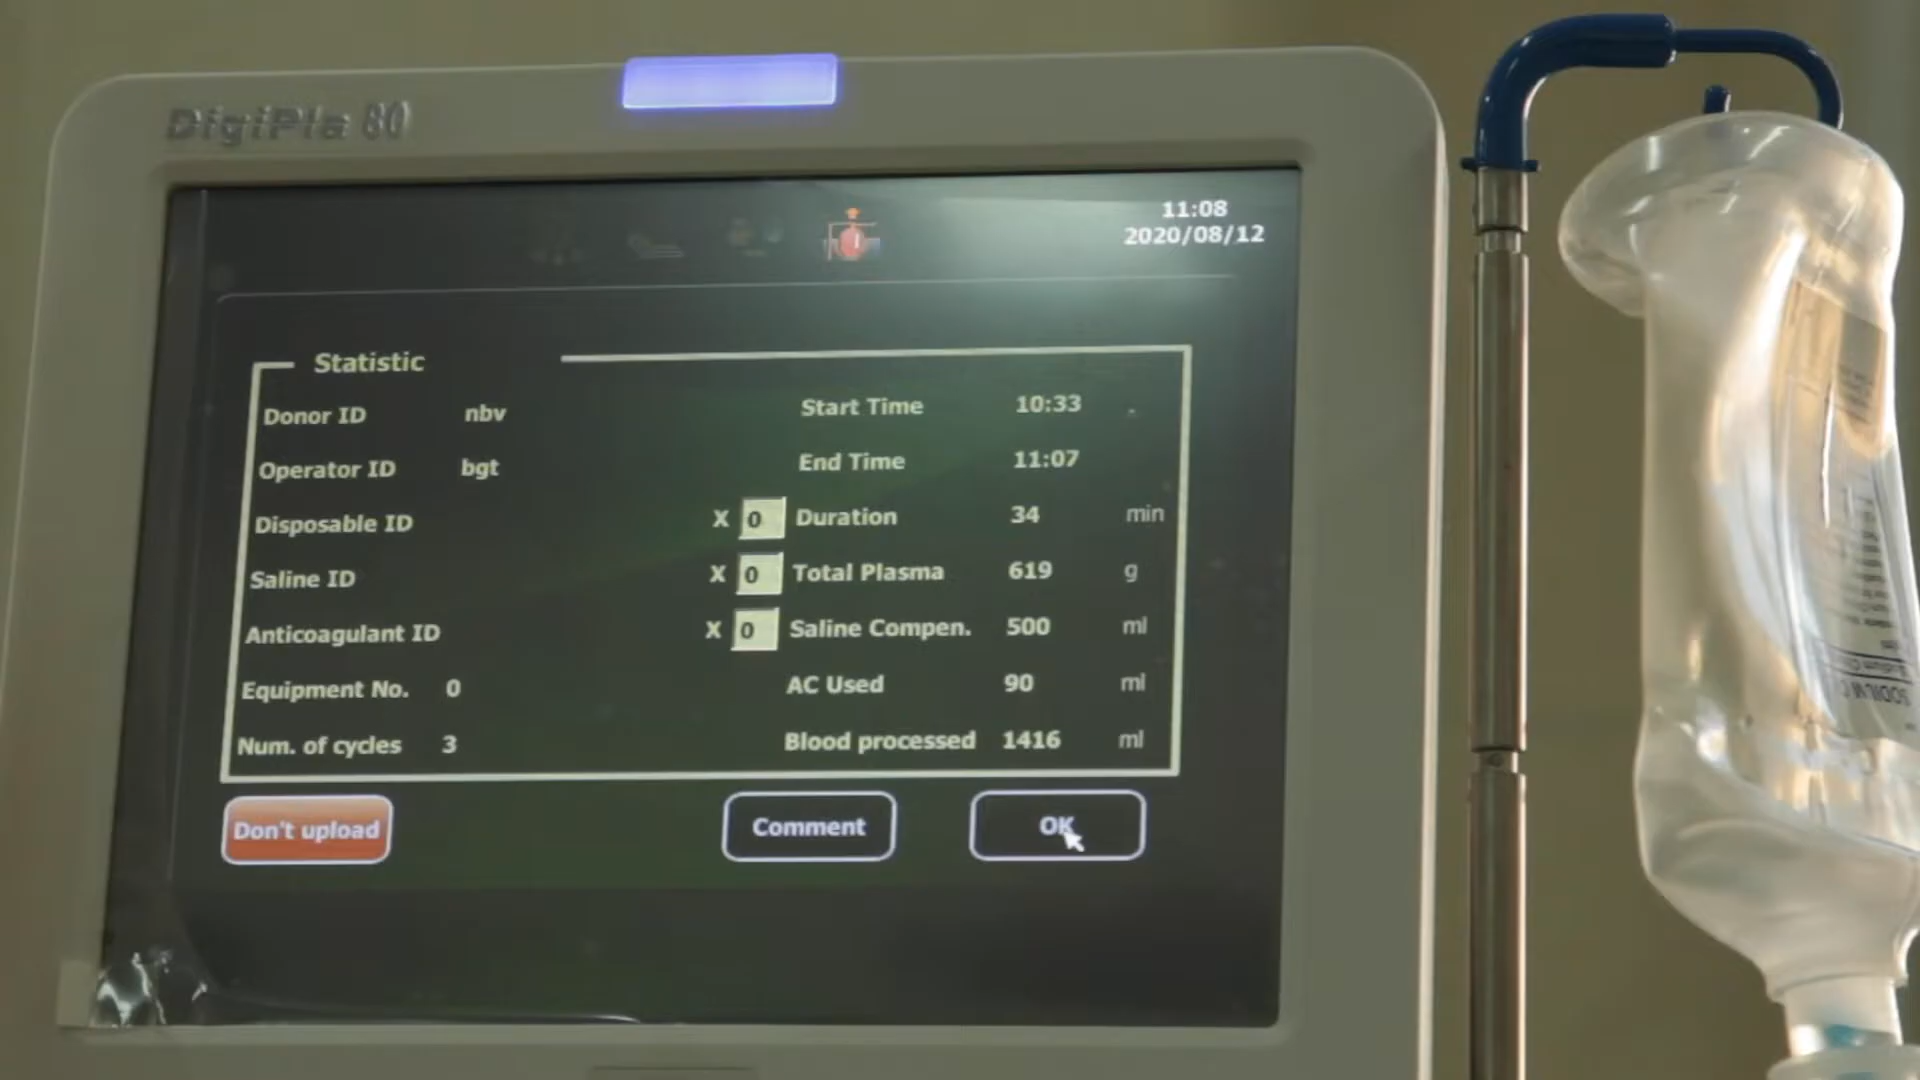 DigiPla 80
11:08
2020/08/12
Statistic
Donor ID nbv
Operator ID bgt
Disposable ID X 0
Saline ID X 0
Anticoagulant ID X 0
Equipment No. 0
Num. of cycles 3
Start Time 10:33
End Time 11:07
Duration 34 min
Total Plasma 619 g
Saline Compen. 500 ml
AC Used 90 ml
Blood processed 1416 ml
Don't upload
Comment
OK